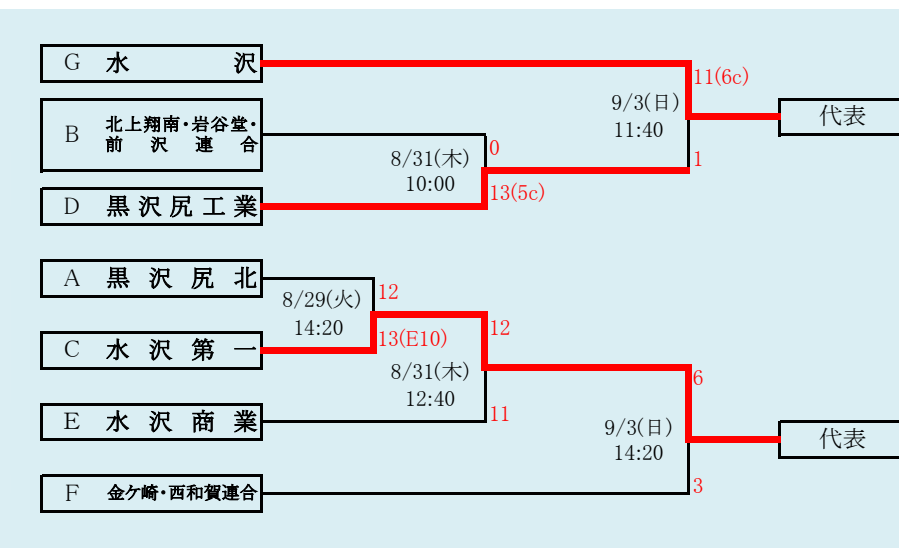 G 水沢
11(6c)
9/3(日)
11:40
代表
B 北上翔南・岩谷堂・
前沢連合
0
8/31(木)
10:00
1
13(5c)
D 黒沢尻工業
A 黒沢尻北
12
8/29(火)
14:20
13(E10)
12
C 水沢第一
8/31(木)
12:40
6
11
E 水沢商業
9/3(日)
14:20
代表
3
F 金ケ崎・西和賀連合